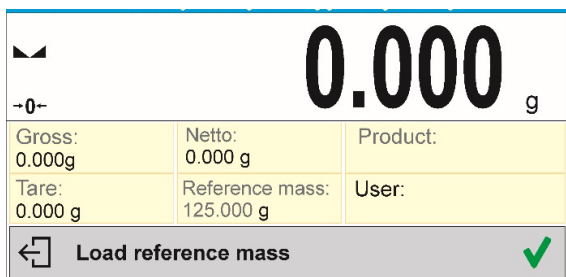 0.000 g
→0←
Gross:
0.000g
Netto:
0.000 g
Product:
Tare:
0.000 g
Reference mass:
125.000 g
User:
Load reference mass